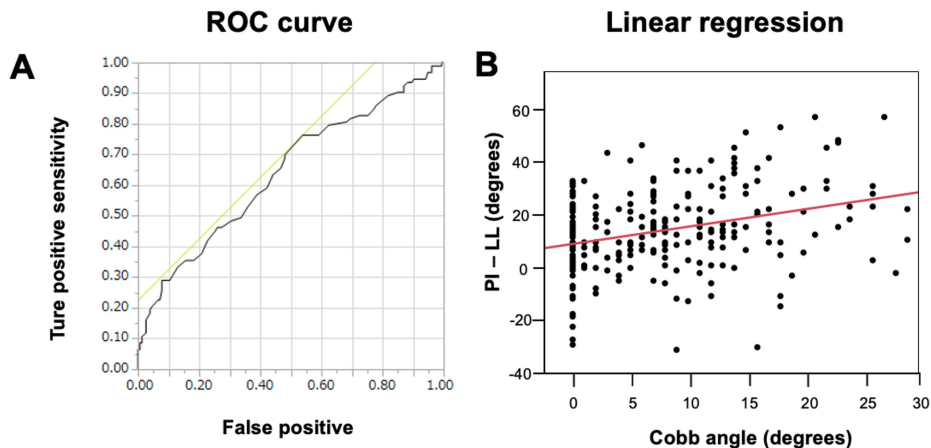 ROC curve
Linear regression
A
B
Ture positive sensitivity
1.00
0.90
0.80
0.70
0.60
0.50
0.40
0.30
0.20
0.10
0.00
0.00 0.20 0.40 0.60 0.80 1.00
False positive
PI – LL (degrees)
60
40
20
0
-20
-40
0 5 10 15 20 25 30
Cobb angle (degrees)